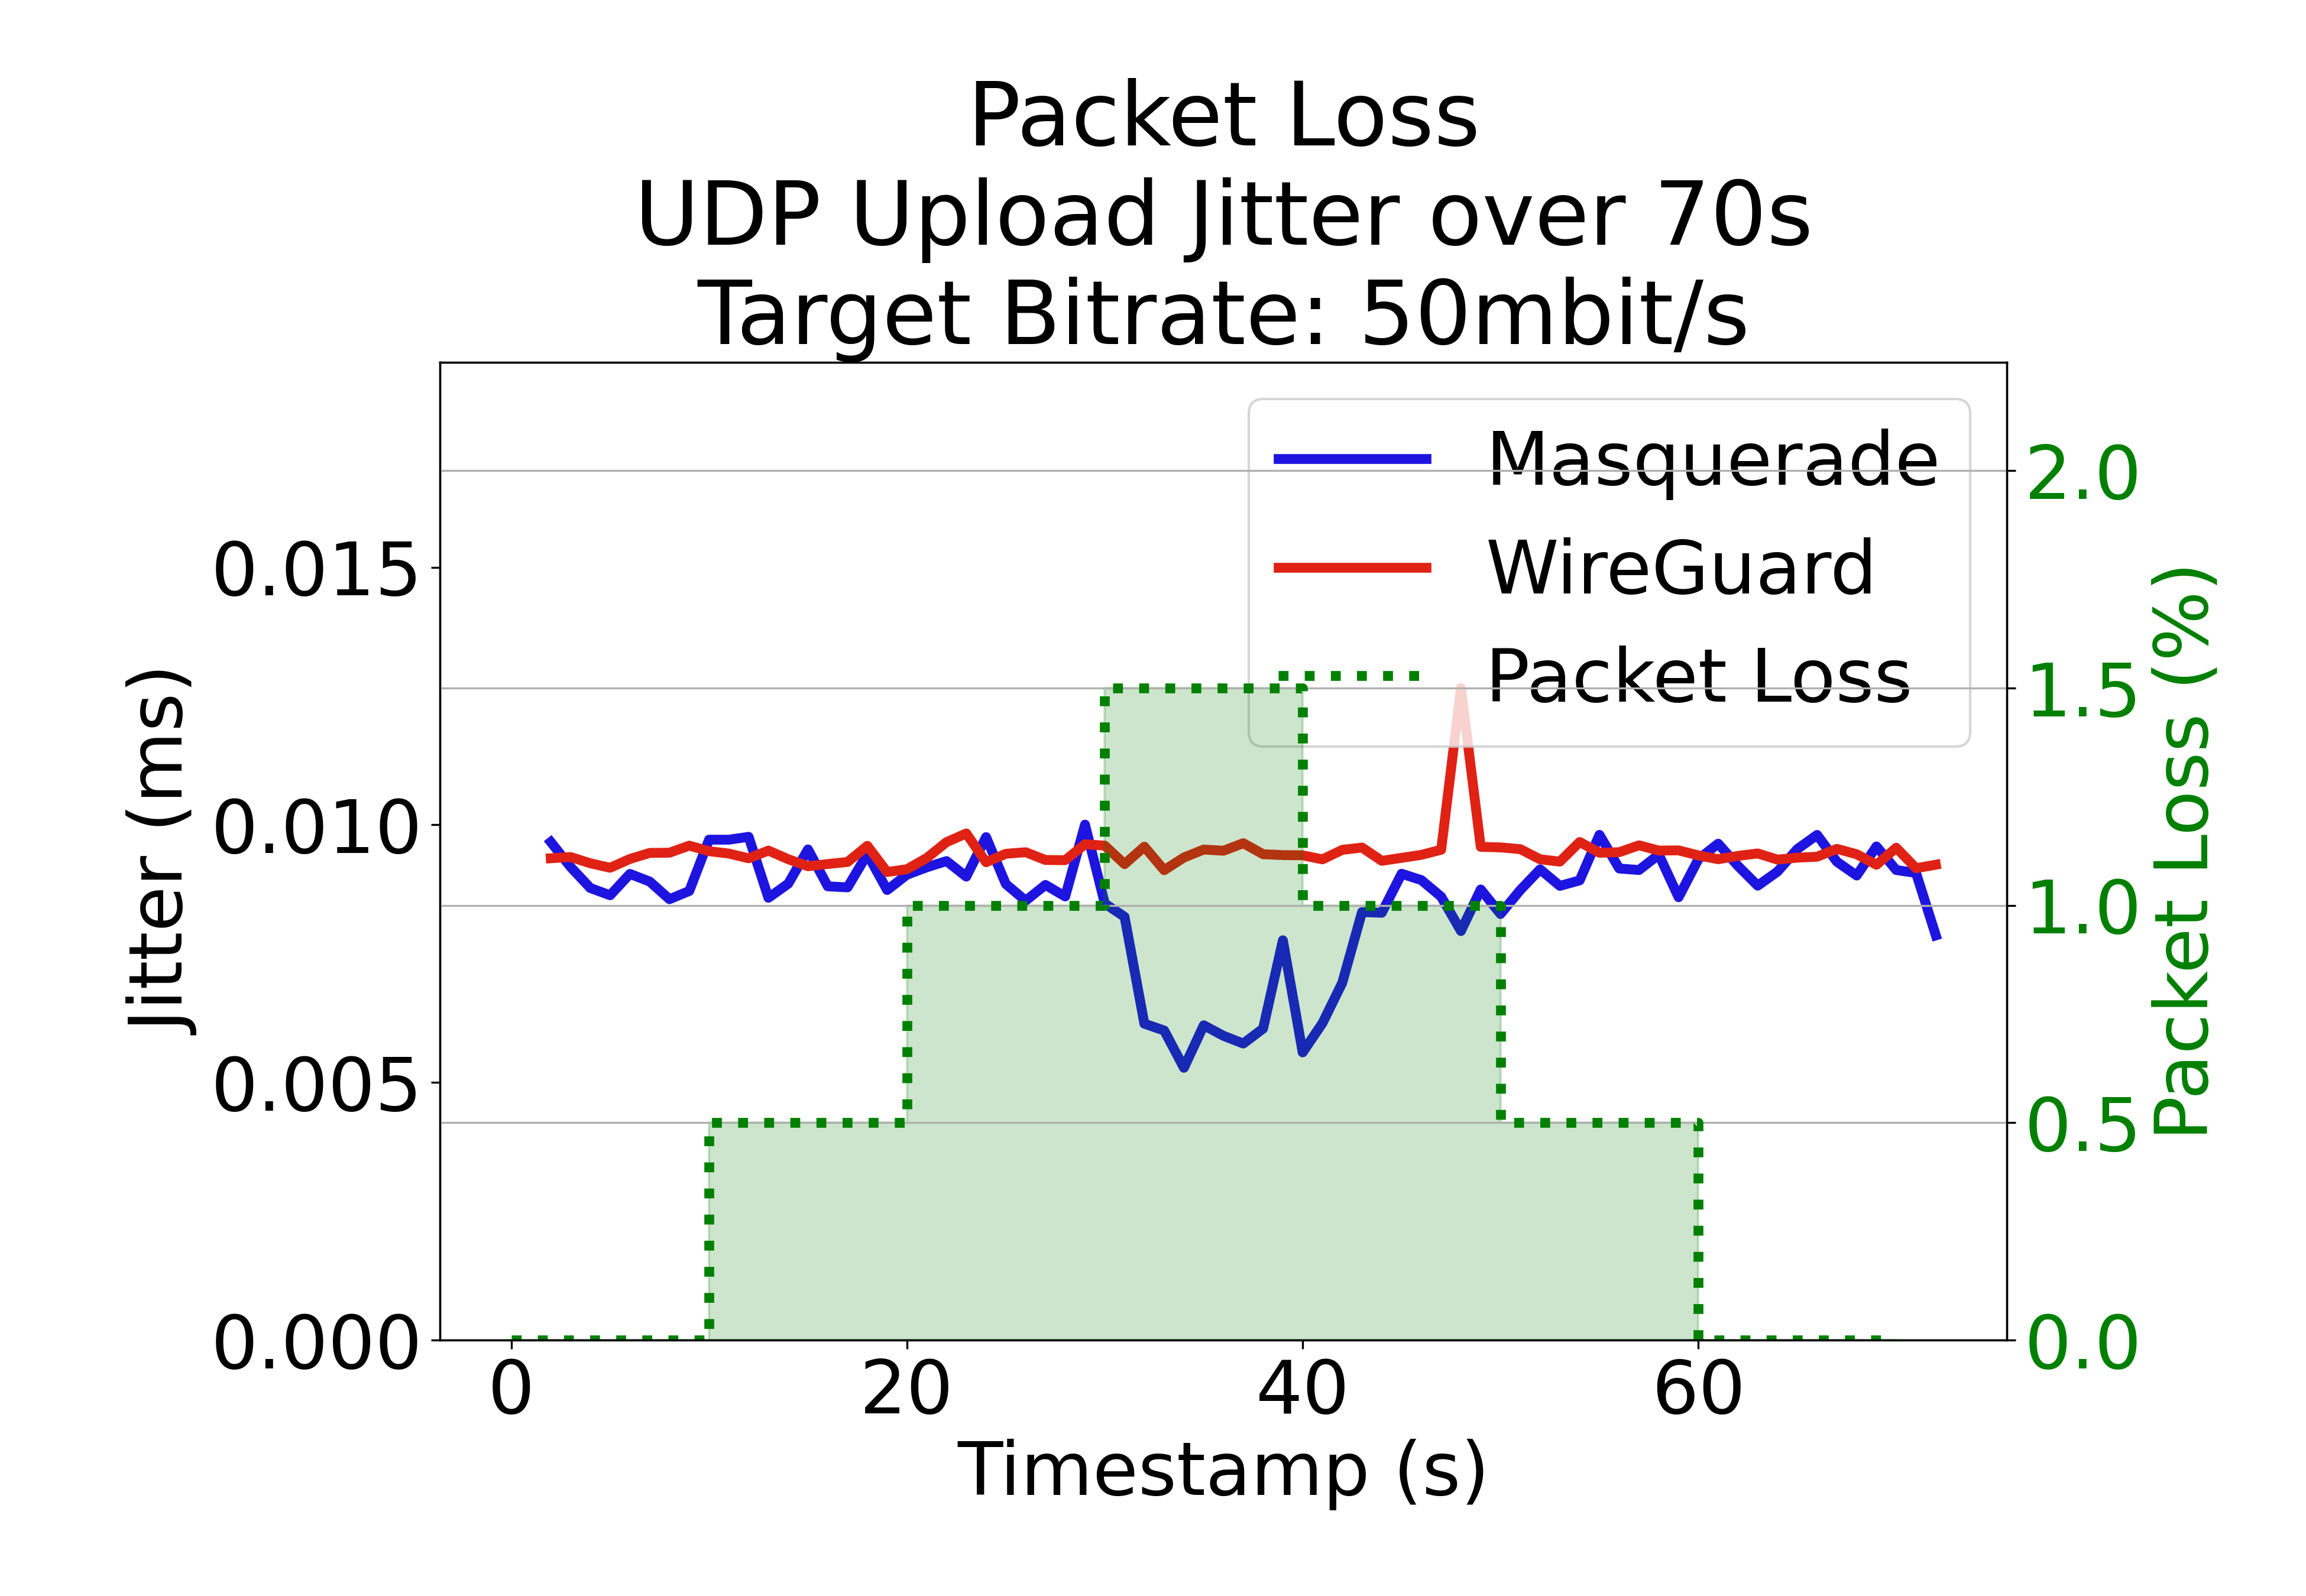 Packet Loss
UDP Upload Jitter over 70s
Target Bitrate: 50mbit/s
Masquerade
WireGuard
Packet Loss
Jitter (ms)
0.015
0.010
0.005
0.000
2.0
1.5
1.0
0.5
0.0
Packet Loss (%)
0
20
40
60
Timestamp (s)